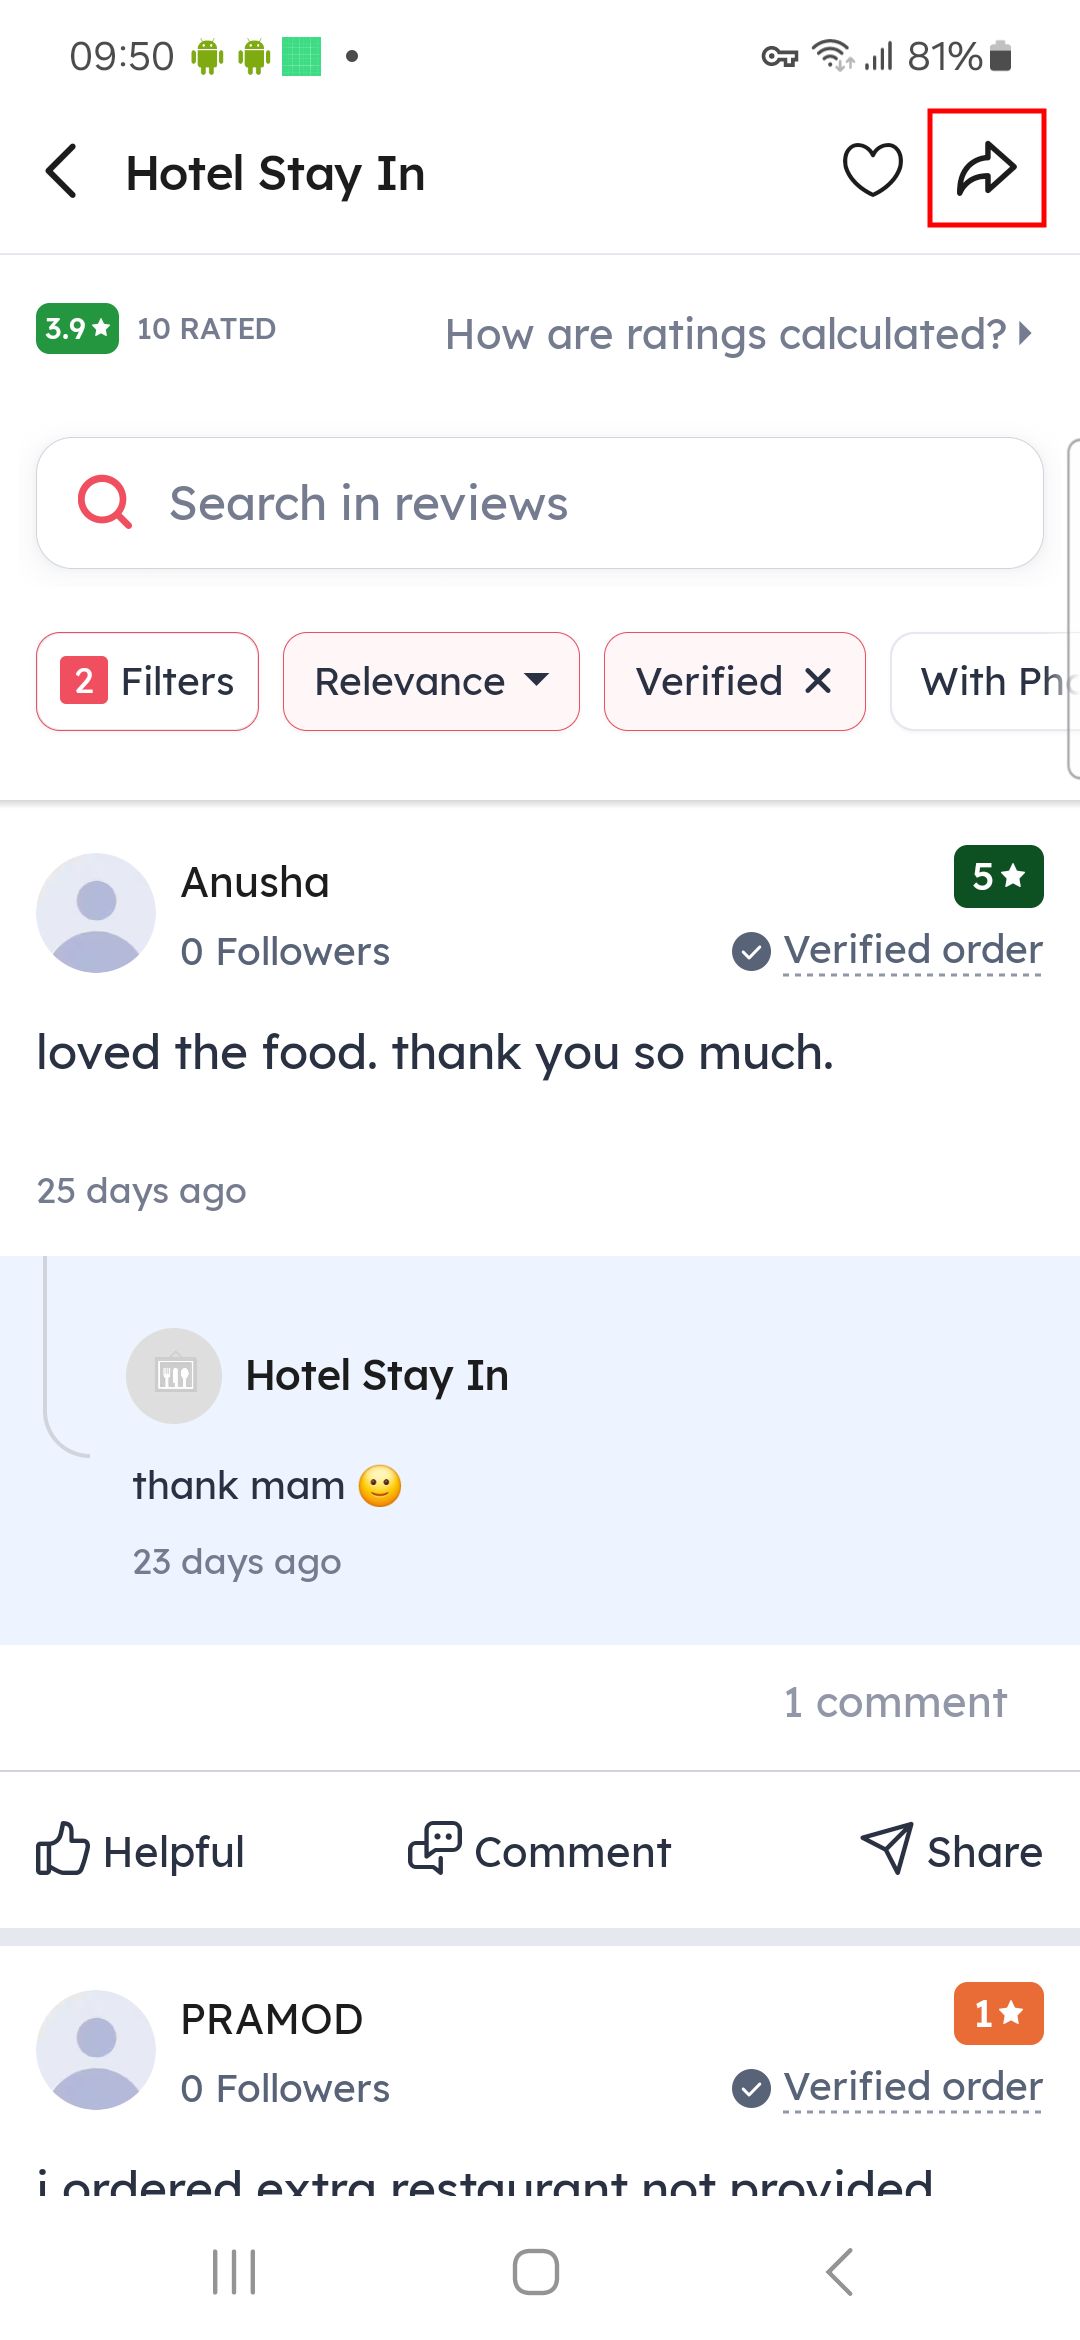 09:50
81%
Hotel Stay In
3.9 10 RATED How are ratings calculated?
Search in reviews
2 Filters Relevance Verified With
Anusha 5
0 Followers Verified order
loved the food. thank you so much.
25 days ago
Hotel Stay In
thank mam 🙂
23 days ago
1 comment
Helpful Comment Share
PRAMOD 1
0 Followers Verified order
i ordered extra restaurant not provided